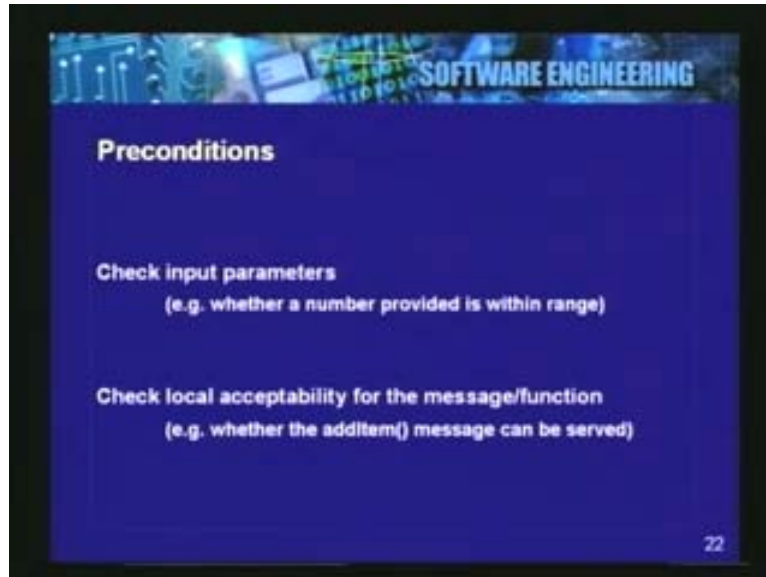 SOFTWARE ENGINEERING
Preconditions
Check input parameters
(e.g. whether a number provided is within range)
Check local acceptability for the message/function
(e.g. whether the addItem() message can be served)
22